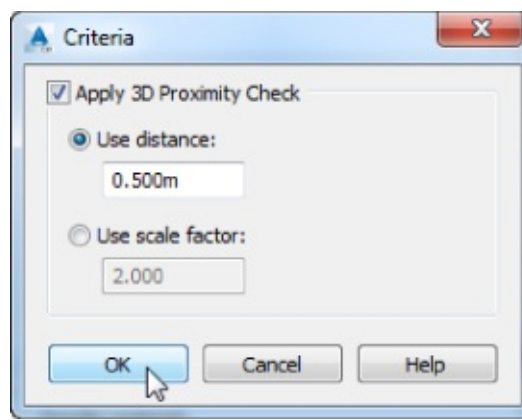 Criteria
Apply 3D Proximity Check
Use distance:
0.500m
Use scale factor:
2.000
OK Cancel Help